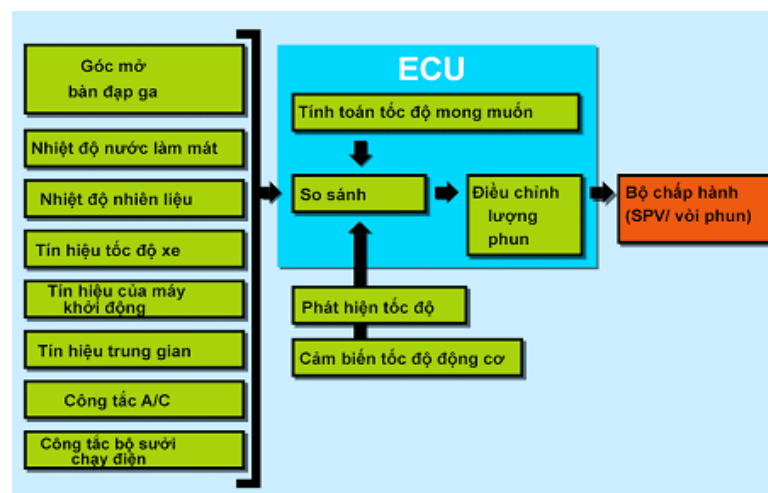 Góc mở
bàn đạp ga
Nhiệt độ nước làm mát
Nhiệt độ nhiên liệu
Tín hiệu tốc độ xe
Tín hiệu của máy
khởi động
Tín hiệu trung gian
Công tắc A/C
Công tắc bộ sưởi
chạy điện
ECU
Tính toán tốc độ mong muốn
So sánh
Điều chỉnh
lượng
phun
Phát hiện tốc độ
Cảm biến tốc độ động cơ
Bộ chấp hành
(SPV/ vòi phun)